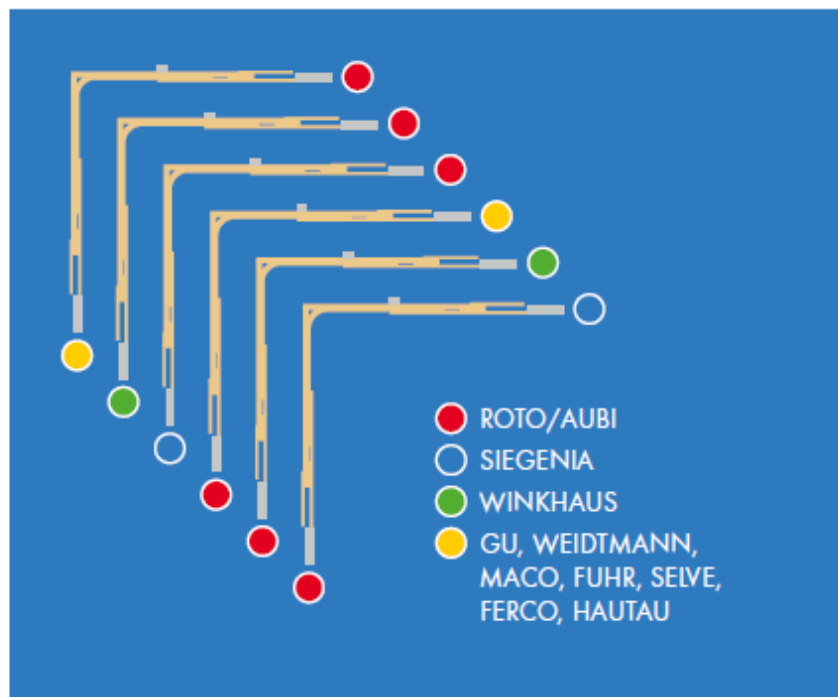 ROTO/AUBI
SIEGENIA
WINKHAUS
GU, WEIDTMANN,
MACO, FUHR, SELVE,
FERCO, HAUTAU